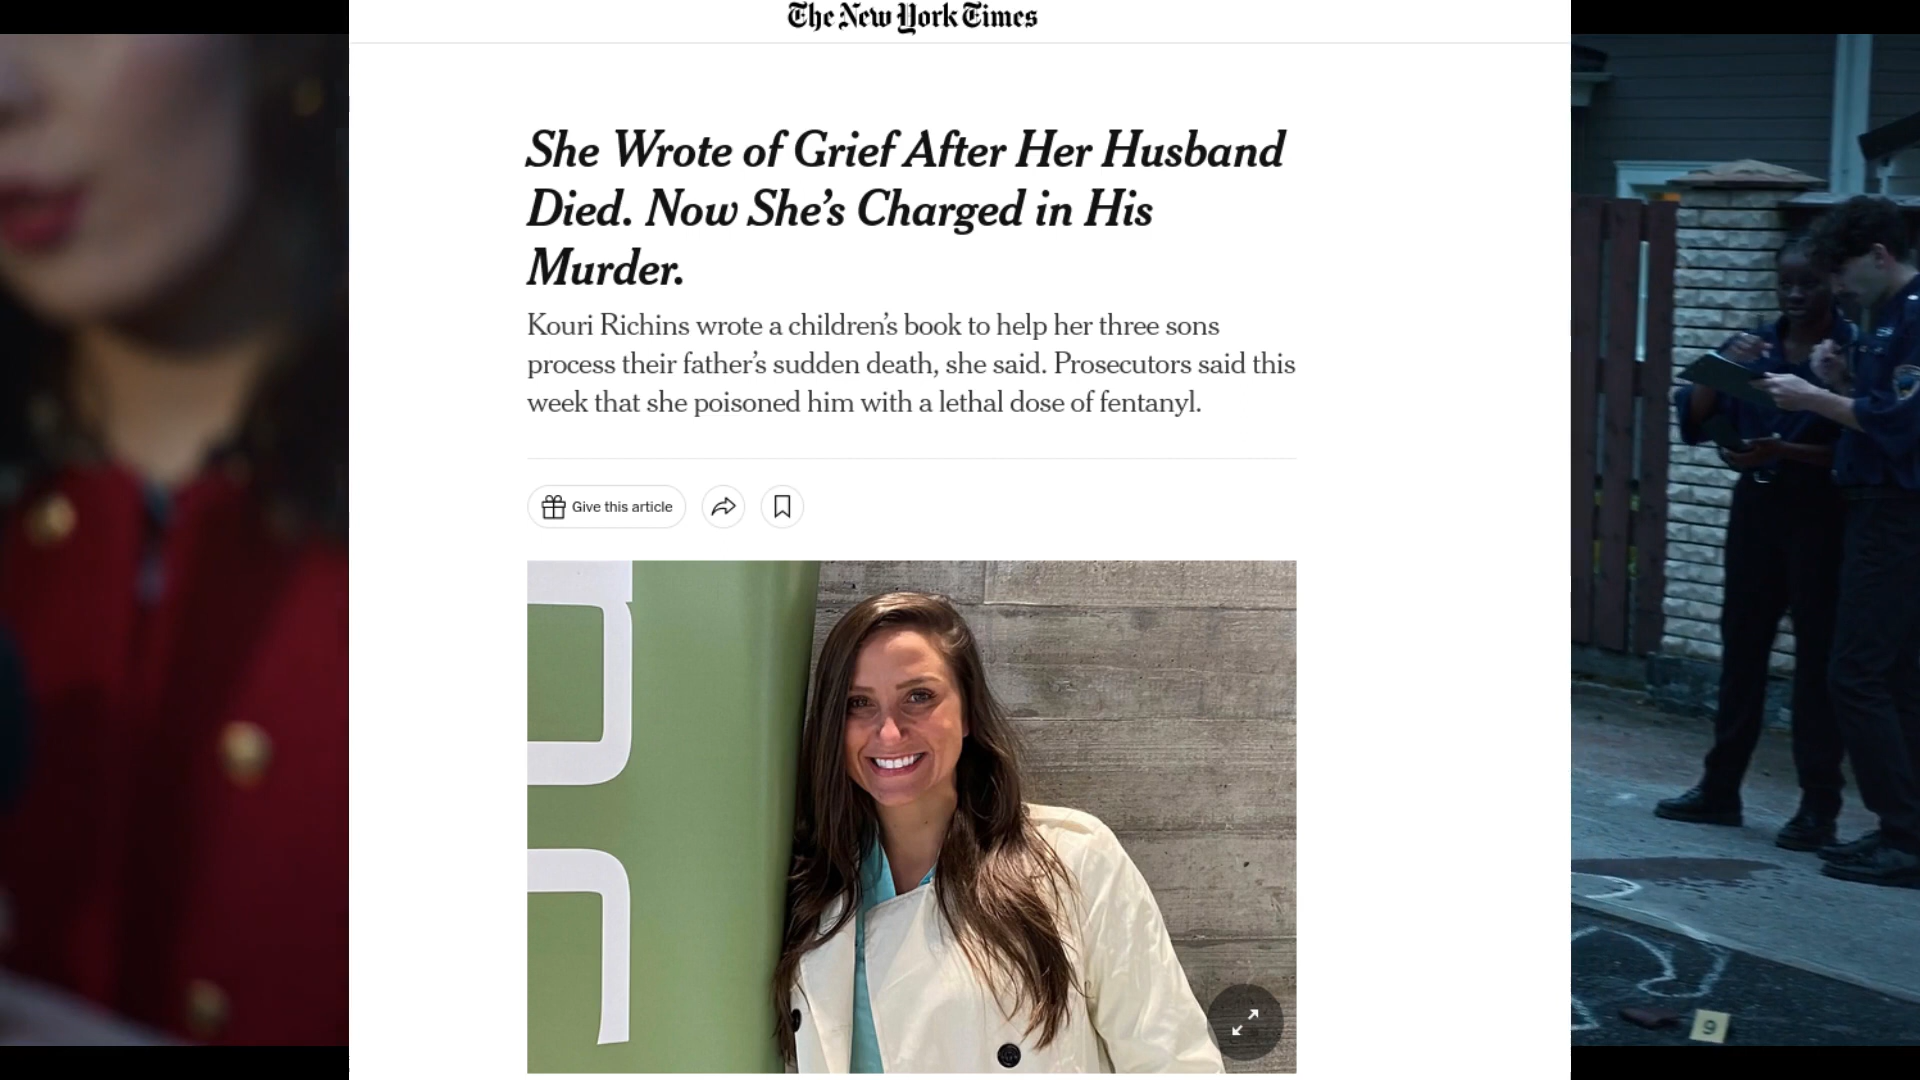 The New York Times
She Wrote of Grief After Her Husband
Died. Now She’s Charged in His
Murder.
Kouri Richins wrote a children’s book to help her three sons
process their father’s sudden death, she said. Prosecutors said this
week that she poisoned him with a lethal dose of fentanyl.
Give this article
9